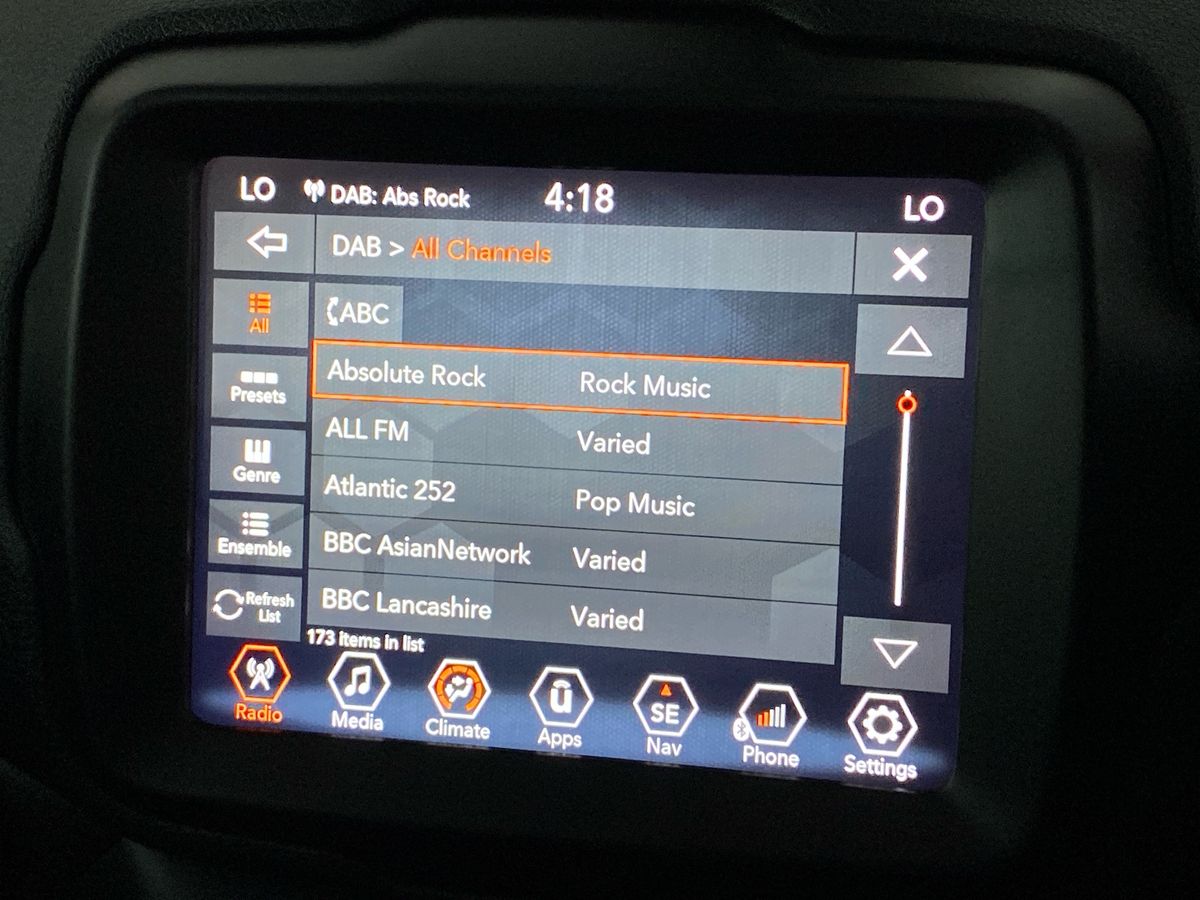 LO DAB: Abs Rock 4:18 LO
DAB > All Channels
All
ABC
Absolute Rock Rock Music
Presets
ALL FM Varied
Genre
Atlantic 252 Pop Music
Ensemble
BBC AsianNetwork Varied
Refresh
List
BBC Lancashire Varied
173 items in list
SE
Radio Media Climate Apps Nav Phone Settings